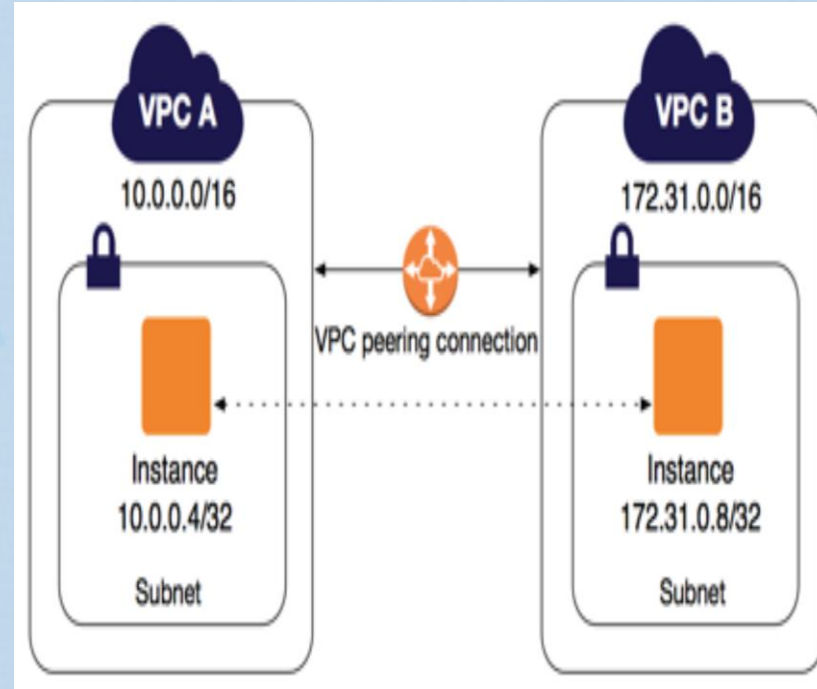 VPC A
10.0.0.0/16
Instance
10.0.0.4/32
Subnet
VPC peering connection
VPC B
172.31.0.0/16
Instance
172.31.0.8/32
Subnet